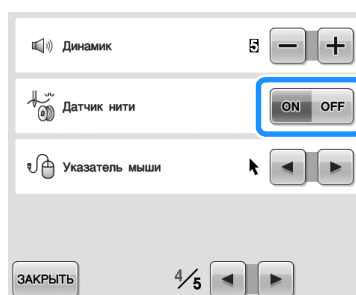 Динамик 5 − +
Датчик нити ON OFF
Указатель мыши
ЗАКРЫТЬ 4/5